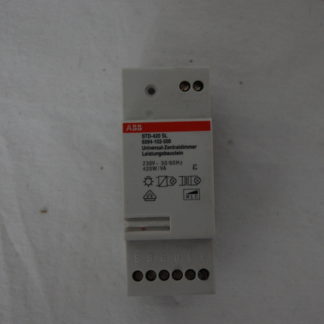 ABB
STD-420 SL
Universal-Zentraldimmer
Leistungsbaustein
230V~ 50/60Hz
420W/VA